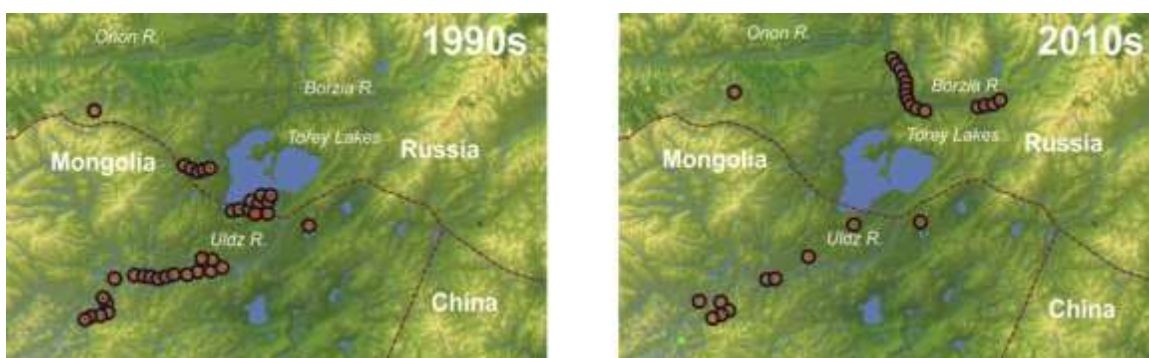 1990s
Onon R.
Borzia R.
Torey Lakes
Mongolia
Russia
Uldz R.
China
2010s
Onon R.
Borzia R.
Torey Lakes
Mongolia
Russia
Uldz R.
China